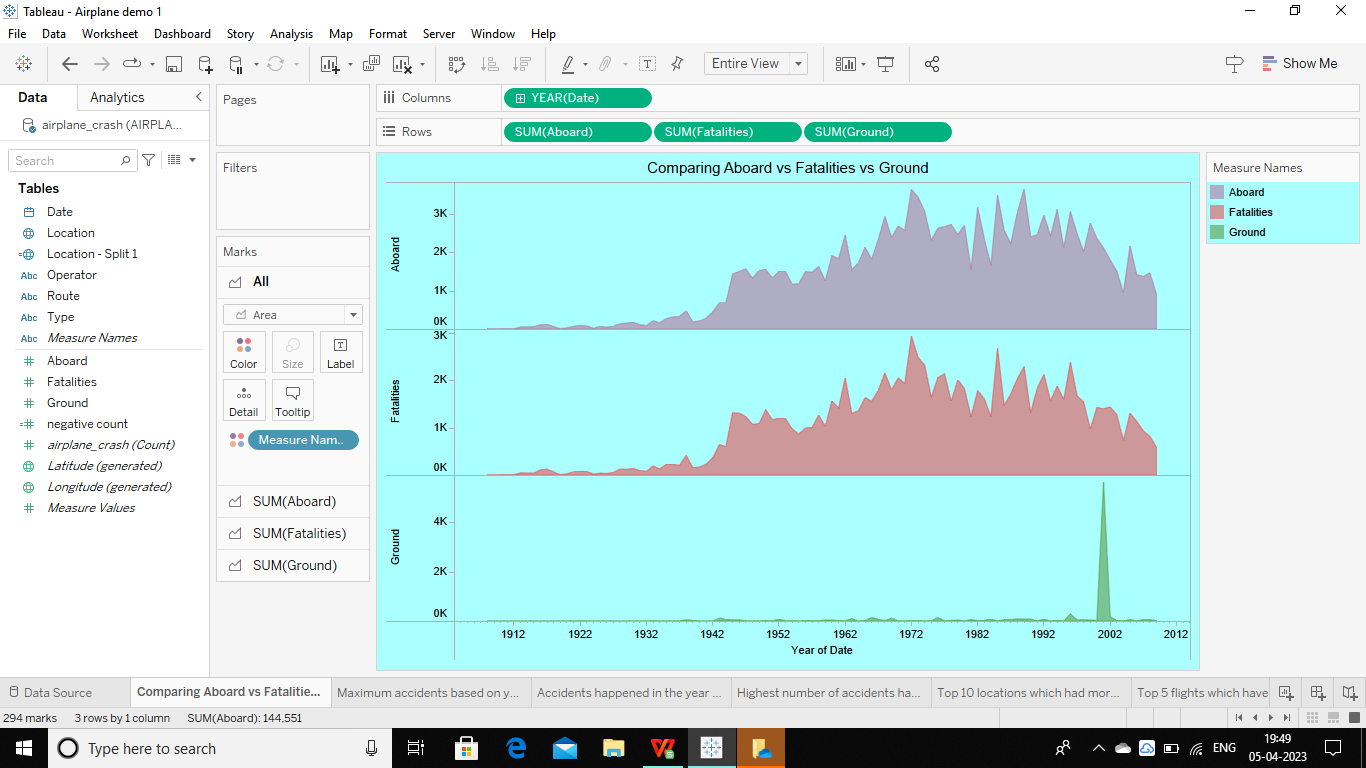 Tableau - Airplane demo 1
File Data Worksheet Dashboard Story Analysis Map Format Server Window Help
Entire View
Show Me
Data Analytics
airplane_crash (AIRPLA...
Search
Tables
Date
Location
Location - Split 1
Abc Operator
Abc Route
Abc Type
Abc Measure Names
Aboard
Fatalities
Ground
negative count
airplane_crash (Count)
Latitude (generated)
Longitude (generated)
Measure Values
Pages
Filters
Marks
All
Area
Color Size Label
Detail Tooltip
Measure Nam..
SUM(Aboard)
SUM(Fatalities)
SUM(Ground)
Columns YEAR(Date)
Rows SUM(Aboard) SUM(Fatalities) SUM(Ground)
Comparing Aboard vs Fatalities vs Ground
Aboard
3K
2K
1K
0K
Fatalities
3K
2K
1K
0K
Ground
4K
2K
0K
1912 1922 1932 1942 1952 1962 1972 1982 1992 2002 2012
Year of Date
Measure Names
Aboard
Fatalities
Ground
Data Source Comparing Aboard vs Fatalitie... Maximum accidents based on y... Accidents happened in the year ... Highest number of accidents ha... Top 10 locations which had mor... Top 5 flights which have
294 marks 3 rows by 1 column SUM(Aboard): 144,551
Type here to search
ENG
19:49
05-04-2023